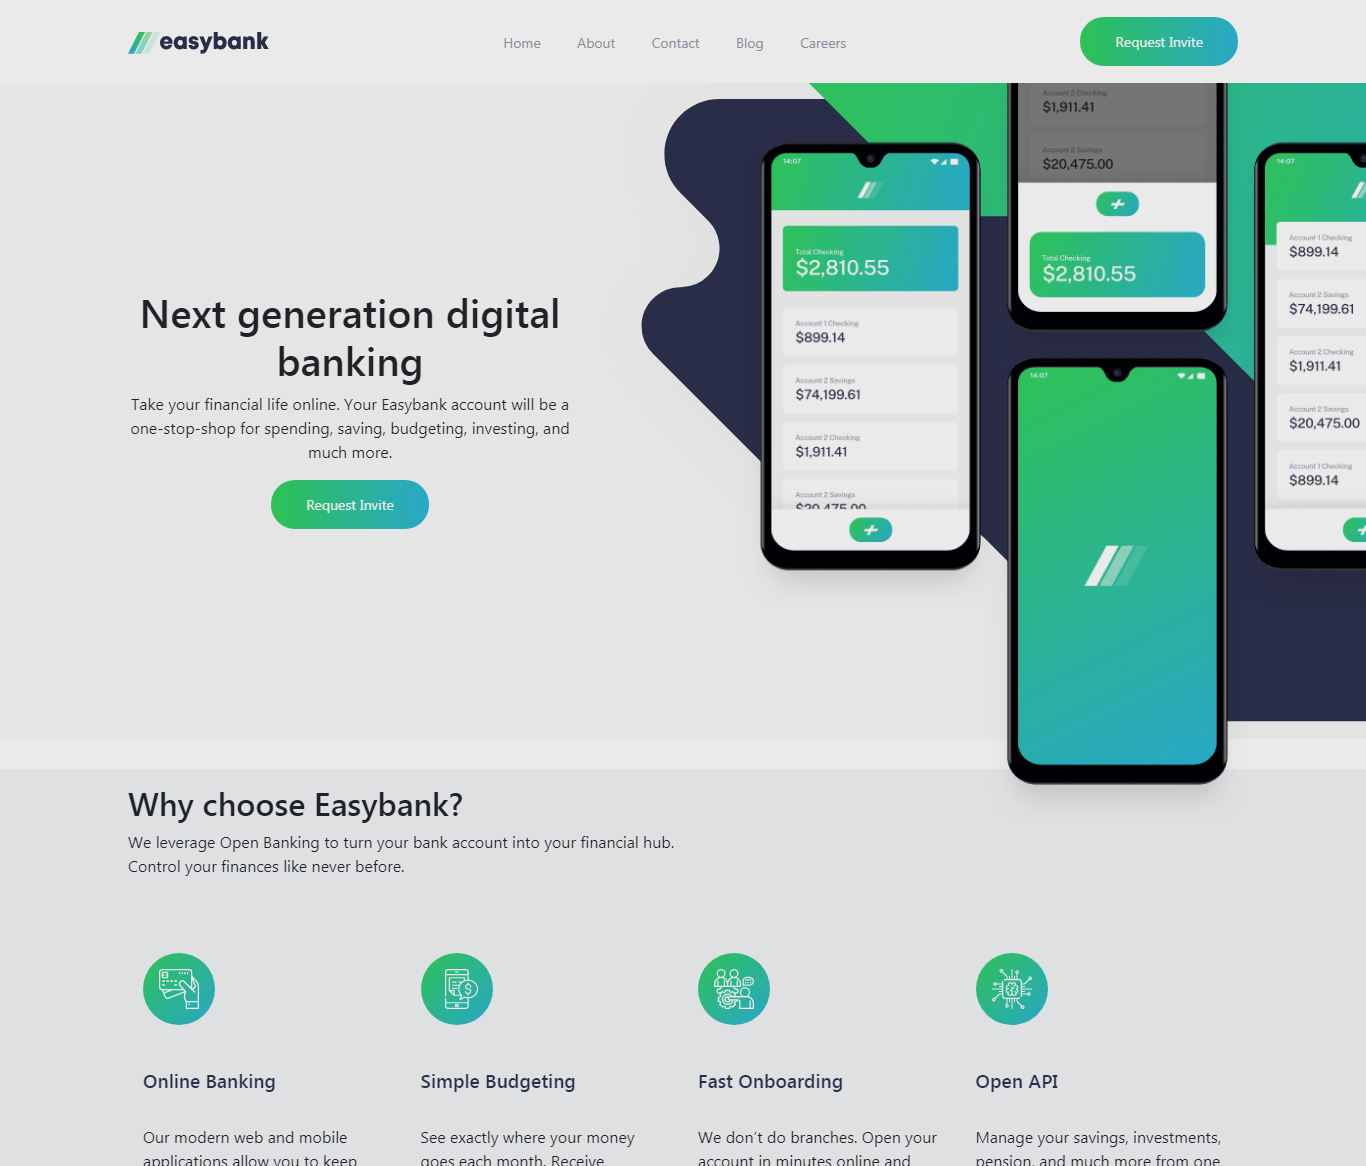 easybank
Home
About
Contact
Blog
Careers
Request Invite
Next generation digital
banking
Take your financial life online. Your Easybank account will be a
one-stop-shop for spending, saving, budgeting, investing, and
much more.
Request Invite
14:07
Total Checking
$2,810.55
Account 1 Checking
$899.14
Account 2 Savings
$74,199.61
Account 2 Checking
$1,911.41
Account 2 Savings
$20,475.00
Account 2 Checking
$1,911.41
Account 2 Savings
$20,475.00
Total Checking
$2,810.55
14:07
14:07
Account 1 Checking
$899.14
Account 2 Savings
$74,199.61
Account 2 Checking
$1,911.41
Account 2 Savings
$20,475.00
Account 1 Checking
$899.14
Why choose Easybank?
We leverage Open Banking to turn your bank account into your financial hub.
Control your finances like never before.
Online Banking
Our modern web and mobile
applications allow you to keep
Simple Budgeting
See exactly where your money
goes each month. Receive
Fast Onboarding
We don’t do branches. Open your
account in minutes online and
Open API
Manage your savings, investments,
pension, and much more from one